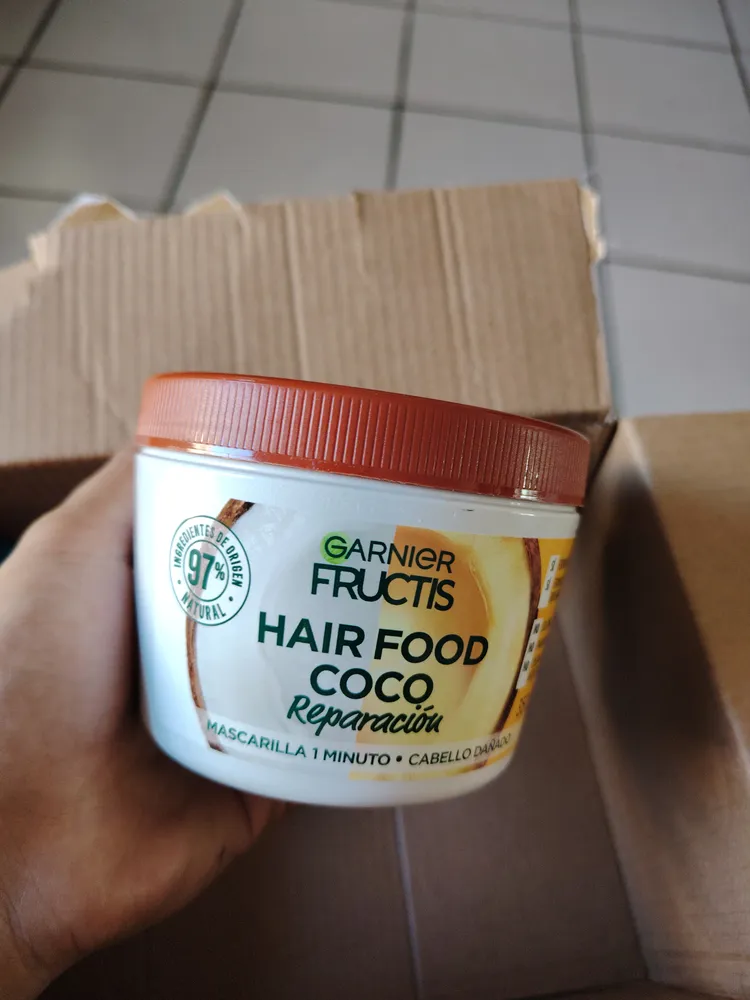 INGREDIENTES DE ORIGEN
97%
NATURAL
GARNIER
FRUCTIS
HAIR FOOD
COCO
Reparación
MASCARILLA 1 MINUTO • CABELLO DAÑADO